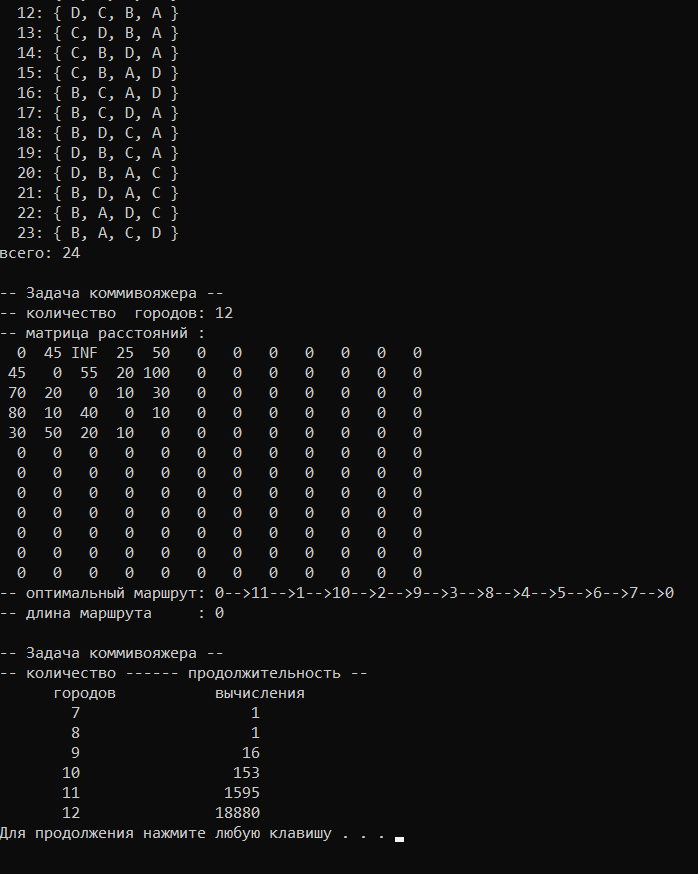 12: { D, C, B, A }
13: { C, D, B, A }
14: { C, B, D, A }
15: { C, B, A, D }
16: { B, C, A, D }
17: { B, C, D, A }
18: { B, D, C, A }
19: { D, B, C, A }
20: { D, B, A, C }
21: { B, D, A, C }
22: { B, A, D, C }
23: { B, A, C, D }
всего: 24
-- Задача коммивояжера --
-- количество  городов: 12
-- матрица расстояний :
0  45 INF  25  50   0   0   0   0   0   0   0
45   0  55  20 100   0   0   0   0   0   0   0
70  20   0  10  30   0   0   0   0   0   0   0
80  10  40   0  10   0   0   0   0   0   0   0
30  50  20  10   0   0   0   0   0   0   0   0
0   0   0   0   0   0   0   0   0   0   0   0
0   0   0   0   0   0   0   0   0   0   0   0
0   0   0   0   0   0   0   0   0   0   0   0
0   0   0   0   0   0   0   0   0   0   0   0
0   0   0   0   0   0   0   0   0   0   0   0
0   0   0   0   0   0   0   0   0   0   0   0
0   0   0   0   0   0   0   0   0   0   0   0
-- оптимальный маршрут: 0-->11-->1-->10-->2-->9-->3-->8-->4-->5-->6-->7-->0
-- длина маршрута     : 0
-- Задача коммивояжера --
-- количество ------ продолжительность --
городов           вычисления
7                   1
8                   1
9                  16
10                 153
11                1595
12               18880
Для продолжения нажмите любую клавишу . . .